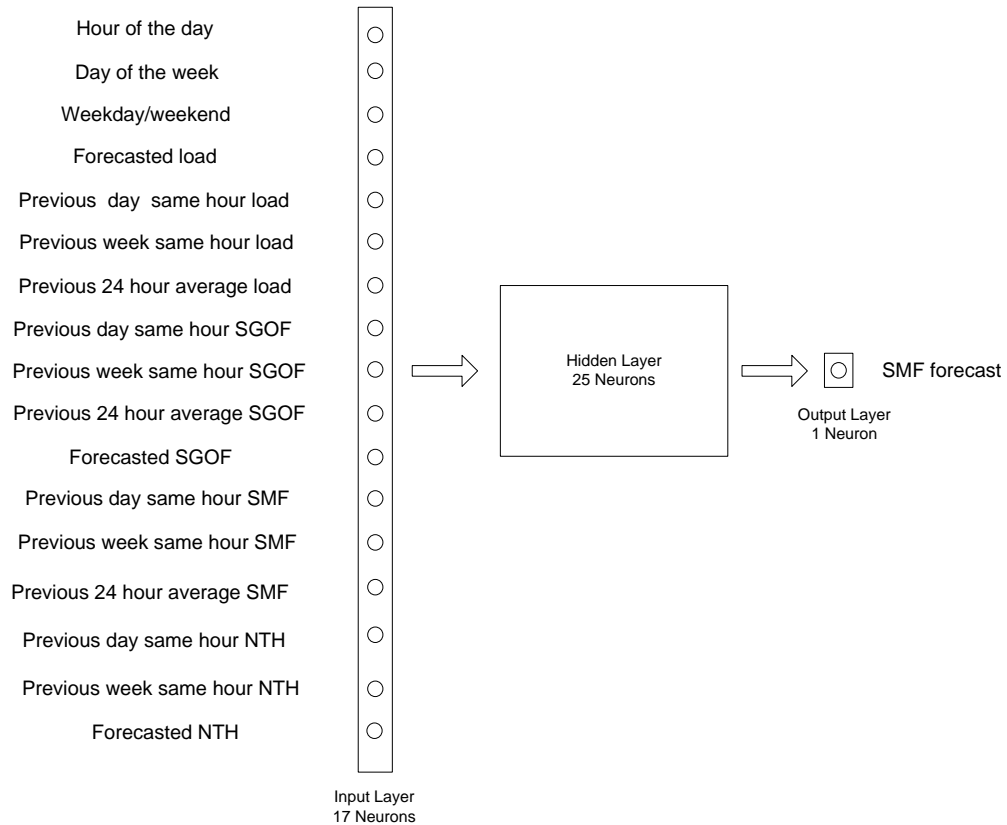 Hour of the day
Day of the week
Weekday/weekend
Forecasted load
Previous day same hour load
Previous week same hour load
Previous 24 hour average load
Previous day same hour SGOF
Previous week same hour SGOF
Previous 24 hour average SGOF
Forecasted SGOF
Previous day same hour SMF
Previous week same hour SMF
Previous 24 hour average SMF
Previous day same hour NTH
Previous week same hour NTH
Forecasted NTH
Input Layer
17 Neurons
Hidden Layer
25 Neurons
SMF forecast
Output Layer
1 Neuron